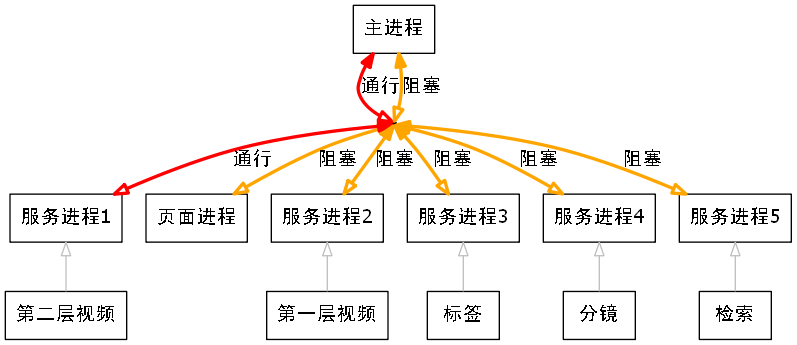 主进程
通行
阻塞
通行
阻塞
阻塞
阻塞
阻塞
阻塞
服务进程1
页面进程
服务进程2
服务进程3
服务进程4
服务进程5
第二层视频
第一层视频
标签
分镜
检索